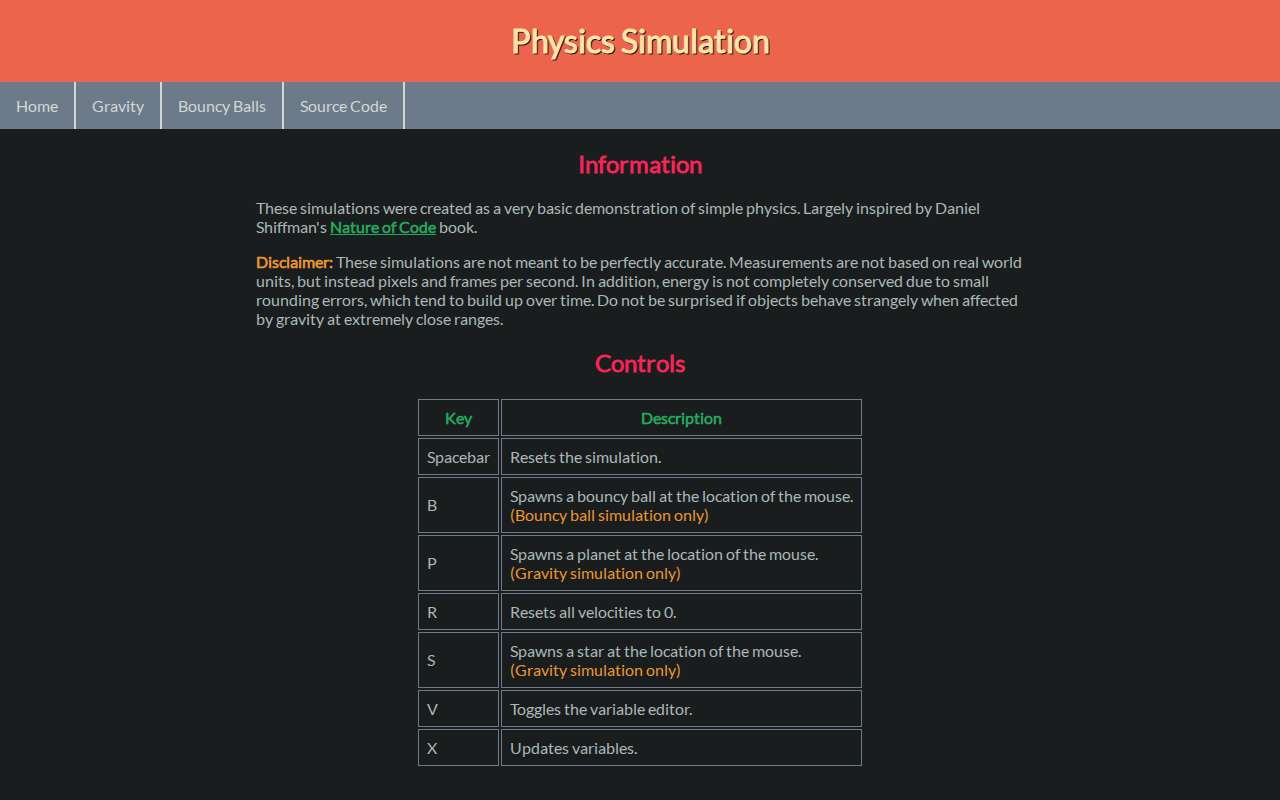 Physics Simulation
Home Gravity Bouncy Balls Source Code
Information
These simulations were created as a very basic demonstration of simple physics. Largely inspired by Daniel
Shiffman's Nature of Code book.
Disclaimer: These simulations are not meant to be perfectly accurate. Measurements are not based on real world
units, but instead pixels and frames per second. In addition, energy is not completely conserved due to small
rounding errors, which tend to build up over time. Do not be surprised if objects behave strangely when affected
by gravity at extremely close ranges.
Controls
Key Description
Spacebar Resets the simulation.
B Spawns a bouncy ball at the location of the mouse.
(Bouncy ball simulation only)
P Spawns a planet at the location of the mouse.
(Gravity simulation only)
R Resets all velocities to 0.
S Spawns a star at the location of the mouse.
(Gravity simulation only)
V Toggles the variable editor.
X Updates variables.